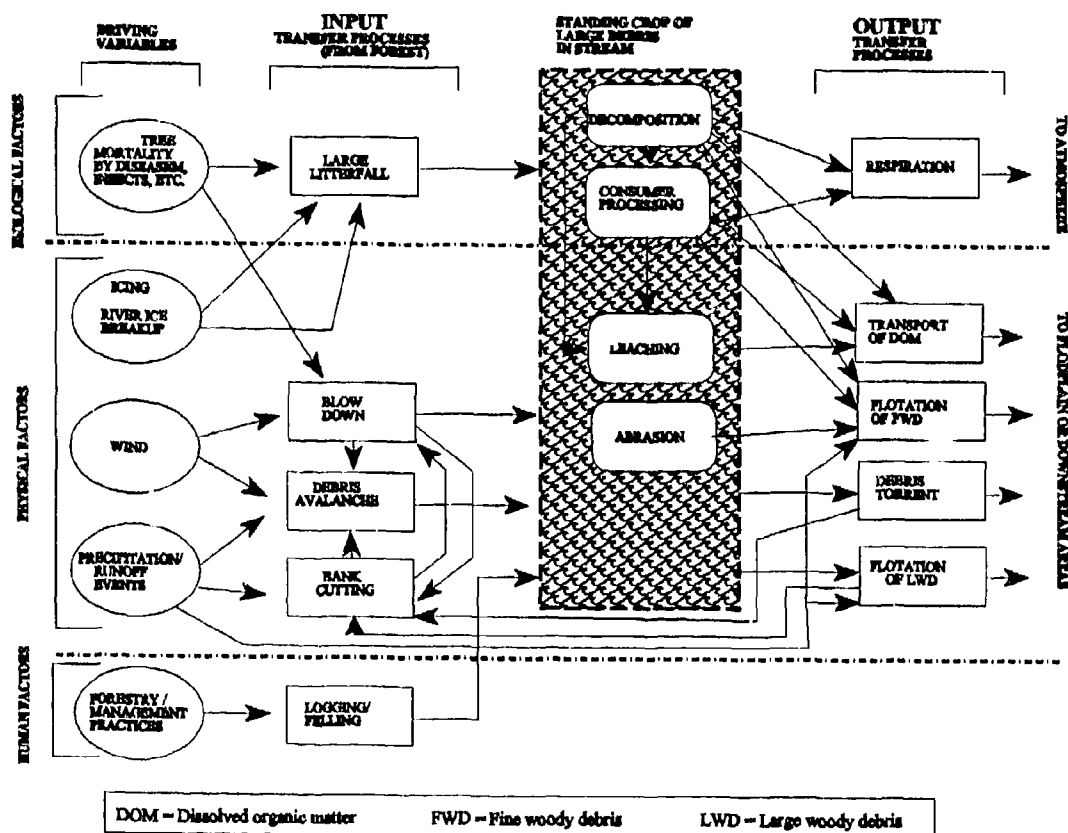 DRIVING
VARIABLES
INPUT
TRANSFER PROCESSES
(FROM FOREST)
STANDING CROP OF
LARGE DEBRIS
IN STREAM
OUTPUT
TRANSFER
PROCESSES
BIOLOGICAL FACTORS
TREE
MORTALITY
BY DISEASEM,
INSECTS, ETC.
LARGE
LITTERFALL
DECOMPOSITION
CONSUMER
PROCESSING
RESPIRATION
TO ATMOSPHERE
PHYSICAL FACTORS
ICING
RIVER ICE
BREAKUP
LEACHING
TRANSPORT
OF DOM
BLOW
DOWN
FLOTATION
OF FWD
WIND
ABRASION
DEBRIS
AVALANCHE
DEBRIS
TORRENT
PRECIPITATION/
RUNOFF
EVENTS
BANK
CUTTING
FLOTATION
OF LWD
TO FLODPLAIN OR DOWNSTREAM AREAS
HUMAN FACTORS
FORESTRY /
MANAGEMENT
PRACTICES
LOGGING/
FELLING
DOM = Dissolved organic matter FWD = Fine woody debris LWD = Large woody debris